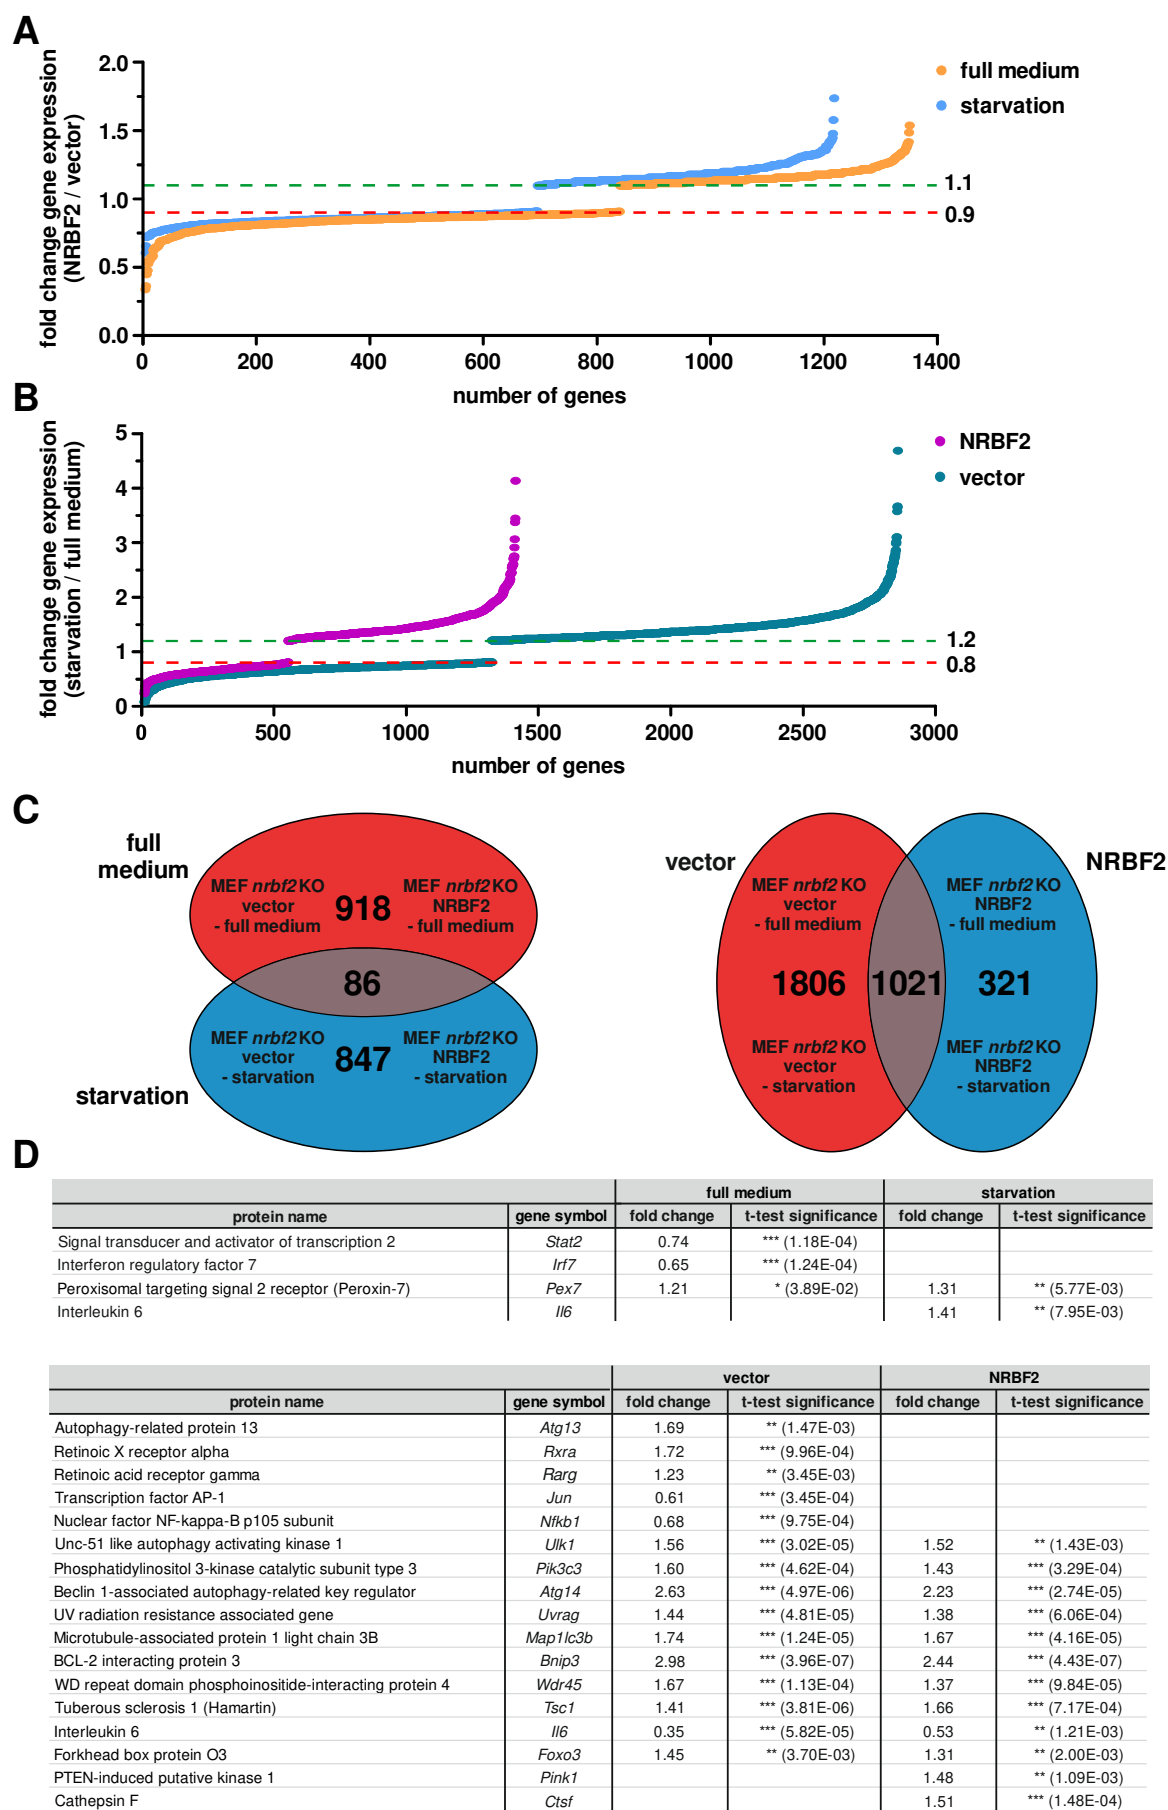 A
fold change gene expression
(NRBF2 / vector)
2.0
1.5
1.0
0.5
0.0
0 200 400 600 800 1000 1200 1400
number of genes
full medium
starvation
1.1
0.9
B
fold change gene expression
(starvation / full medium)
5
4
3
2
1
0
0 500 1000 1500 2000 2500 3000
number of genes
NRBF2
vector
1.2
0.8
C
full
medium
MEF nrbf2 KO
vector
- full medium
918
MEF nrbf2 KO
NRBF2
- full medium
86
MEF nrbf2 KO
vector
- starvation
847
MEF nrbf2 KO
NRBF2
- starvation
starvation
vector
NRBF2
MEF nrbf2 KO
vector
- full medium
MEF nrbf2 KO
NRBF2
- full medium
1806 1021 321
MEF nrbf2 KO
vector
- starvation
MEF nrbf2 KO
NRBF2
- starvation
D
full medium starvation
protein name gene symbol fold change t-test significance fold change t-test significance
Signal transducer and activator of transcription 2 Stat2 0.74 *** (1.18E-04)
Interferon regulatory factor 7 Irf7 0.65 *** (1.24E-04)
Peroxisomal targeting signal 2 receptor (Peroxin-7) Pex7 1.21 * (3.89E-02) 1.31 ** (5.77E-03)
Interleukin 6 Il6 1.41 ** (7.95E-03)
vector NRBF2
protein name gene symbol fold change t-test significance fold change t-test significance
Autophagy-related protein 13 Atg13 1.69 ** (1.47E-03)
Retinoic X receptor alpha Rxra 1.72 *** (9.96E-04)
Retinoic acid receptor gamma Rarg 1.23 ** (3.45E-03)
Transcription factor AP-1 Jun 0.61 *** (3.45E-04)
Nuclear factor NF-kappa-B p105 subunit Nfkb1 0.68 *** (9.75E-04)
Unc-51 like autophagy activating kinase 1 Ulk1 1.56 *** (3.02E-05) 1.52 ** (1.43E-03)
Phosphatidylinositol 3-kinase catalytic subunit type 3 Pik3c3 1.60 *** (4.62E-04) 1.43 *** (3.29E-04)
Beclin 1-associated autophagy-related key regulator Atg14 2.63 *** (4.97E-06) 2.23 *** (2.74E-05)
UV radiation resistance associated gene Uvrag 1.44 *** (4.81E-05) 1.38 *** (6.06E-04)
Microtubule-associated protein 1 light chain 3B Map1lc3b 1.74 *** (1.24E-05) 1.67 *** (4.16E-05)
BCL-2 interacting protein 3 Bnip3 2.98 *** (3.96E-07) 2.44 *** (4.43E-07)
WD repeat domain phosphoinositide-interacting protein 4 Wdr45 1.67 *** (1.13E-04) 1.37 *** (9.84E-05)
Tuberous sclerosis 1 (Hamartin) Tsc1 1.41 *** (3.81E-06) 1.66 *** (7.17E-04)
Interleukin 6 Il6 0.35 *** (5.82E-05) 0.53 ** (1.21E-03)
Forkhead box protein O3 Foxo3 1.45 ** (3.70E-03) 1.31 ** (2.00E-03)
PTEN-induced putative kinase 1 Pink1 1.48 ** (1.09E-03)
Cathepsin F Ctsf 1.51 *** (1.48E-04)